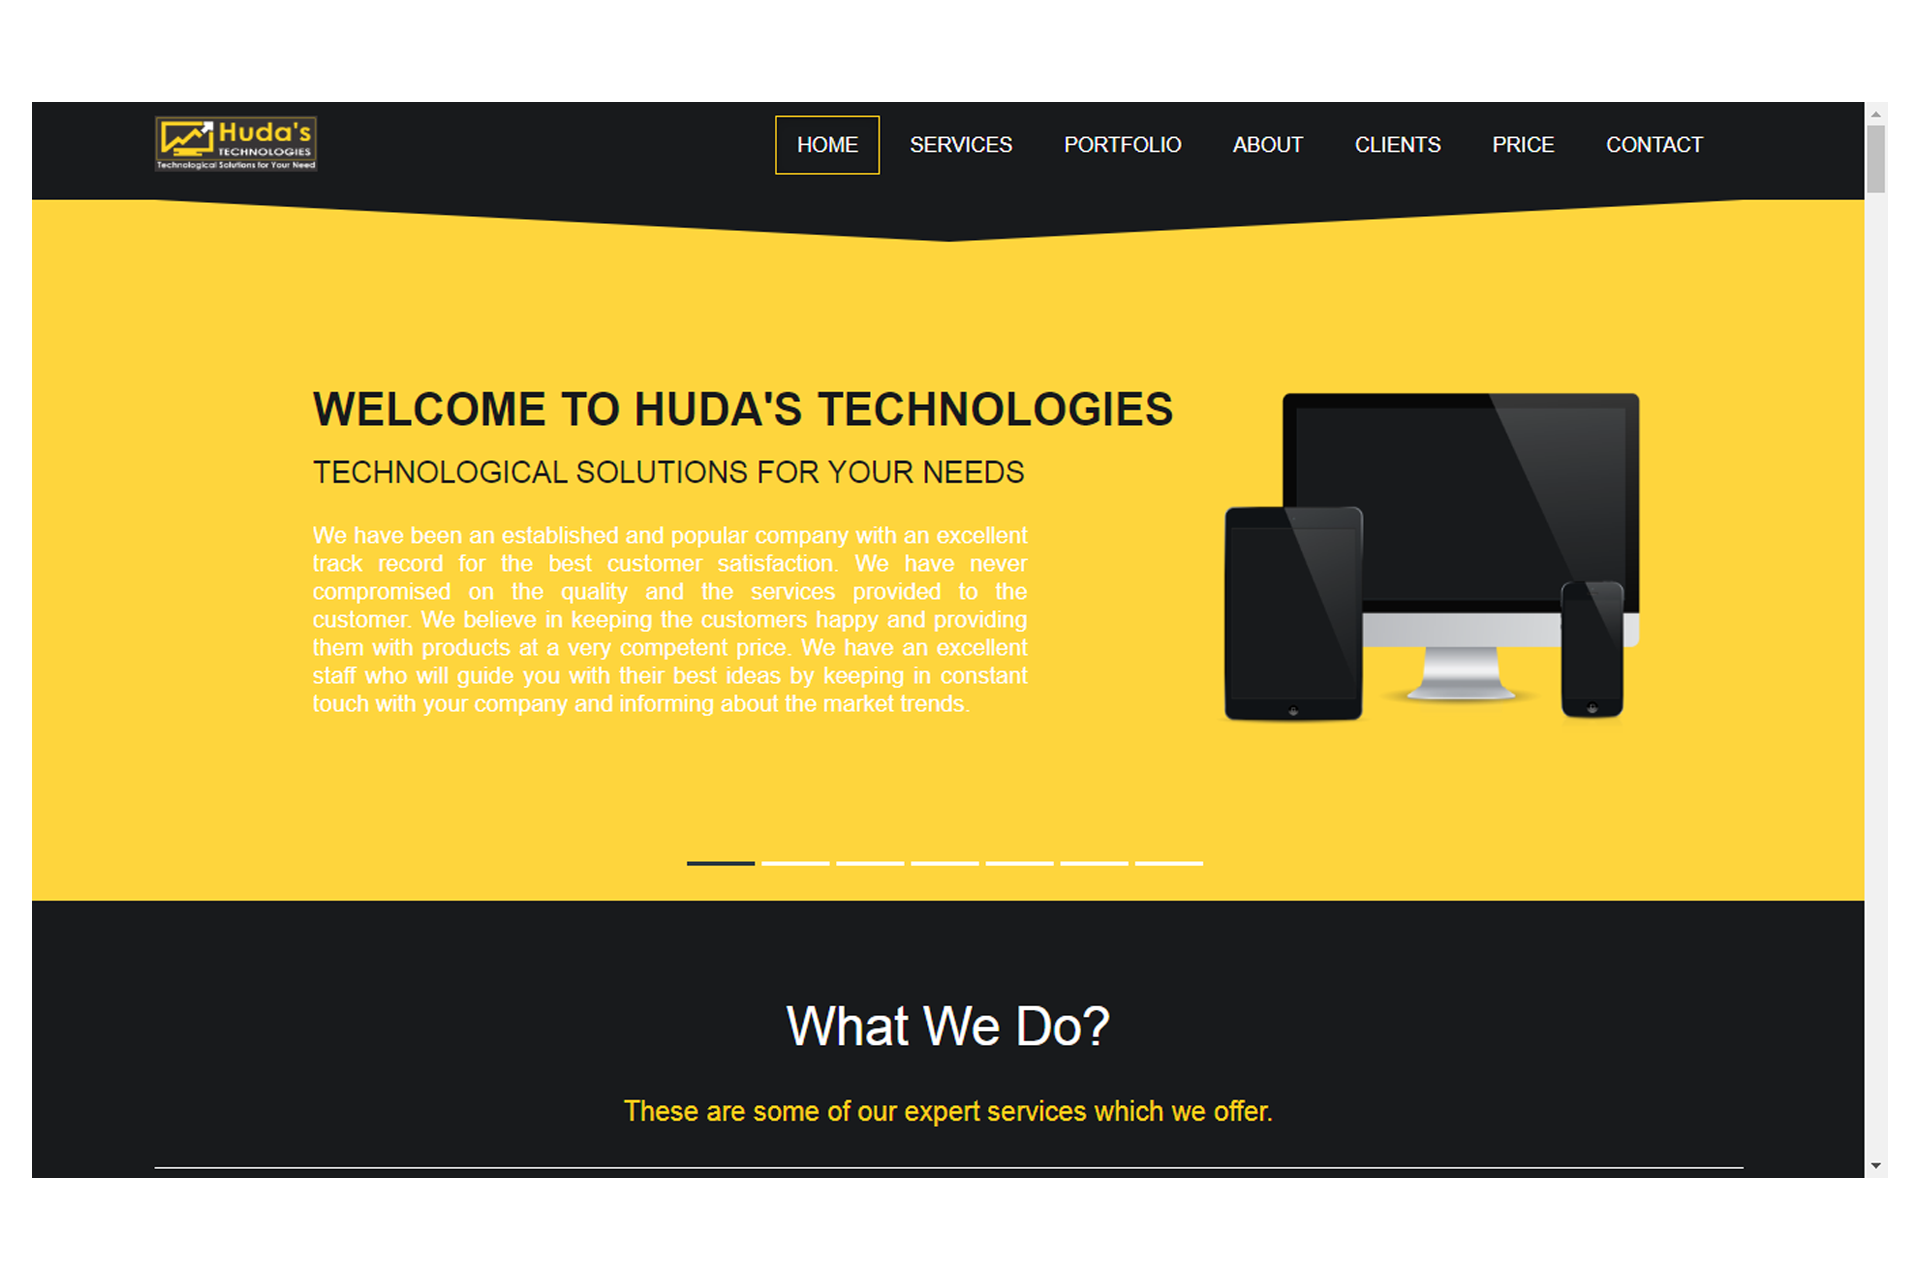 Huda's
TECHNOLOGIES
Technological Solutions for Your Need
HOME SERVICES PORTFOLIO ABOUT CLIENTS PRICE CONTACT
WELCOME TO HUDA'S TECHNOLOGIES
TECHNOLOGICAL SOLUTIONS FOR YOUR NEEDS
We have been an established and popular company with an excellent
track record for the best customer satisfaction. We have never
compromised on the quality and the services provided to the
customer. We believe in keeping the customers happy and providing
them with products at a very competent price. We have an excellent
staff who will guide you with their best ideas by keeping in constant
touch with your company and informing about the market trends.
What We Do?
These are some of our expert services which we offer.